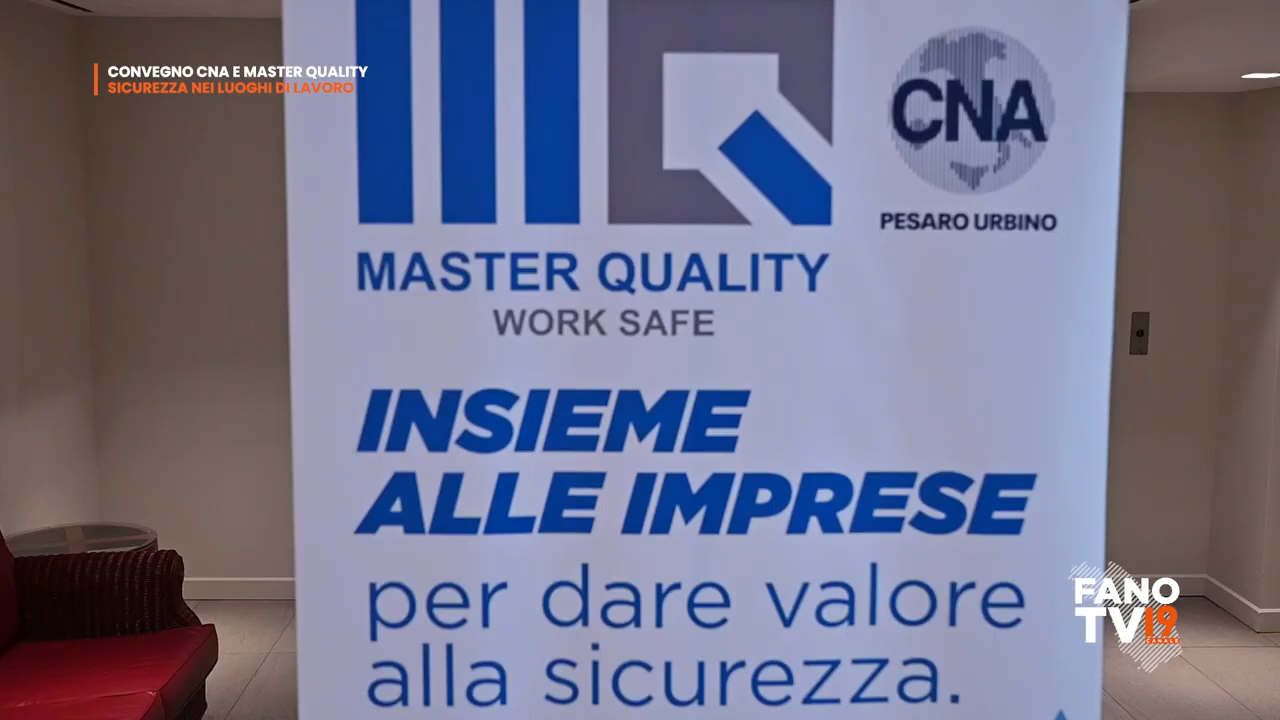 CONVEGNO CNA E MASTER QUALITY
SICUREZZA NEI LUOGHI DI LAVORO
CNA
PESARO URBINO
MASTER QUALITY
WORK SAFE
INSIEME
ALLE IMPRESE
per dare valore
alla sicurezza.
FANO
TV19
CANALE